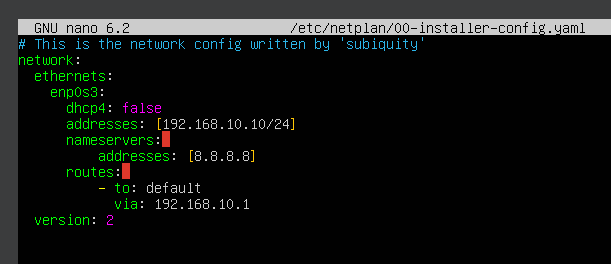 GNU nano 6.2 /etc/netplan/00-installer-config.yaml
# This is the network config written by 'subiquity'
network:
  ethernets:
    enp0s3:
      dhcp4: false
      addresses: [192.168.10.10/24]
      nameservers:
          addresses: [8.8.8.8]
      routes:
          - to: default
            via: 192.168.10.1
  version: 2